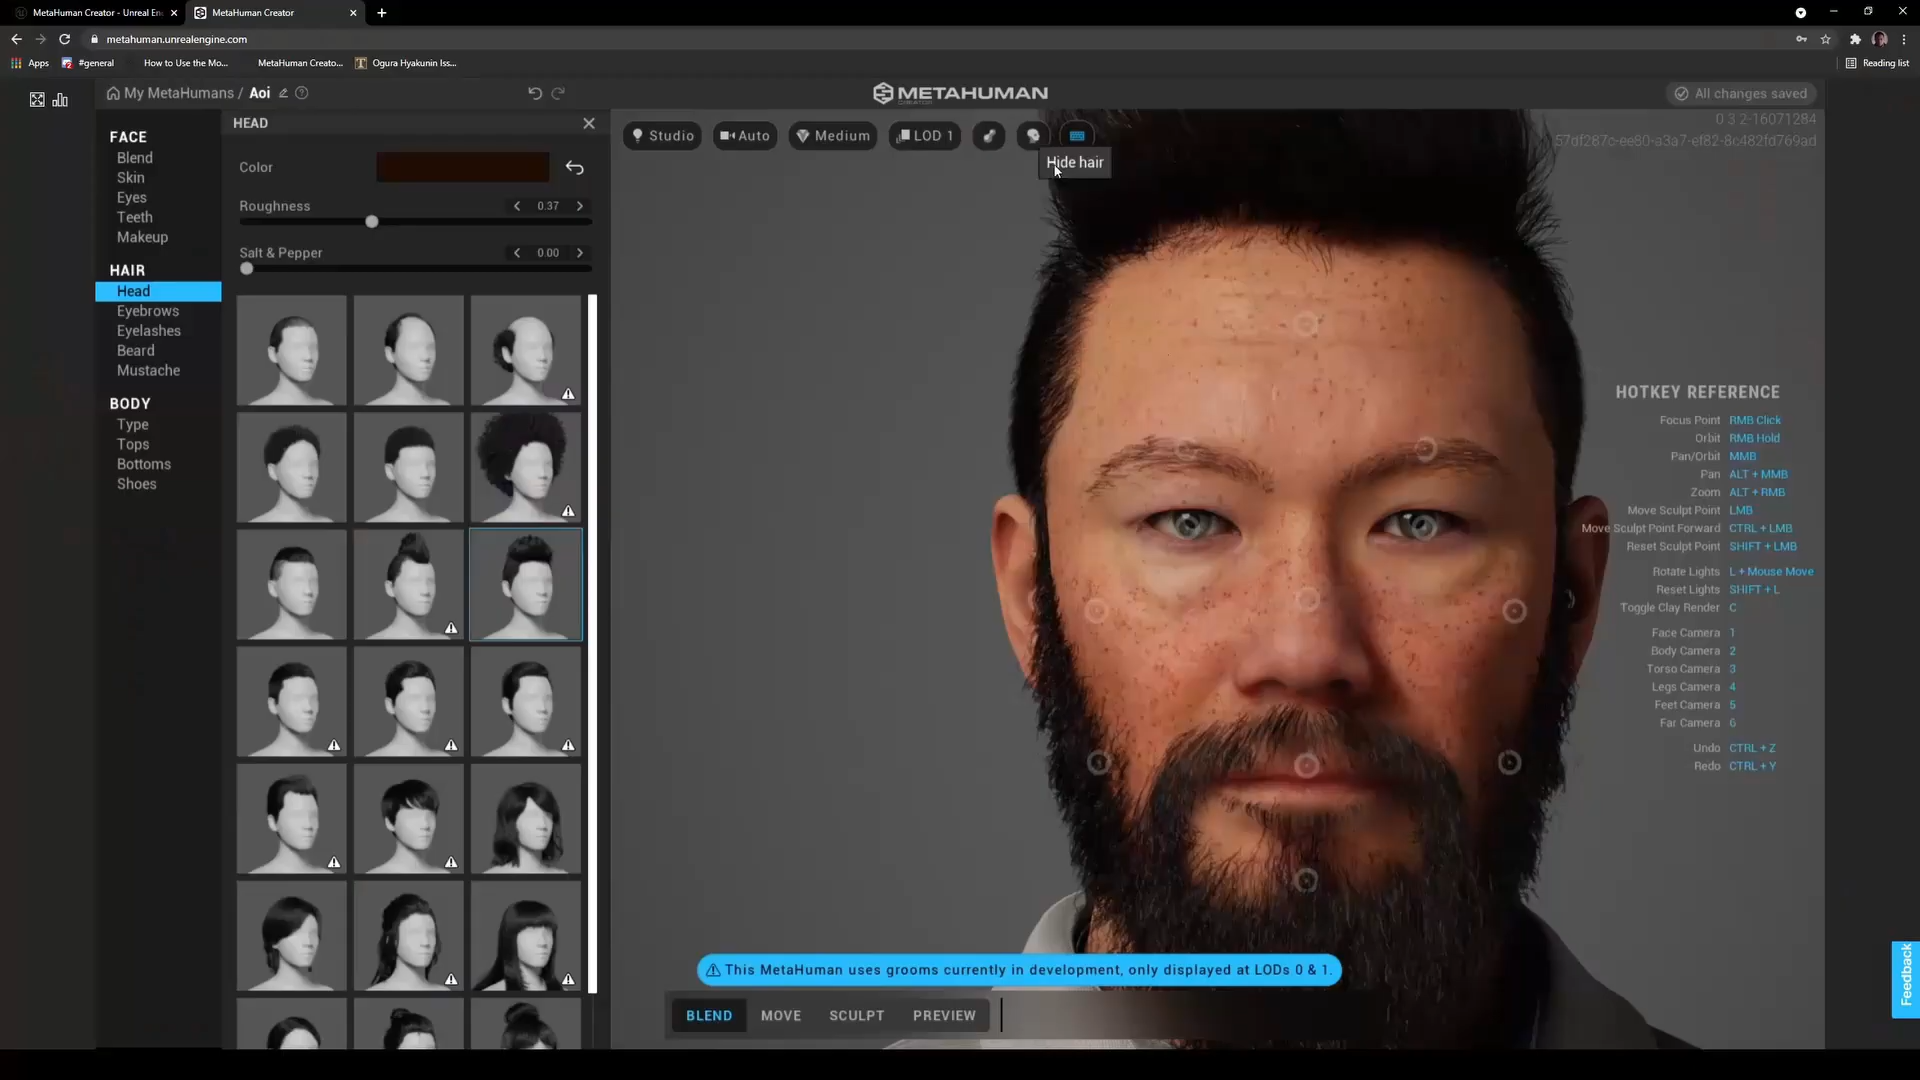 MetaHuman Creator - Unreal En
MetaHuman Creator
metahuman.unrealengine.com
Apps
#general
How to Use the Mo...
MetaHuman Creato...
Ogura Hyakunin Iss...
Reading list
My MetaHumans / Aoi
METAHUMAN
CREATOR
All changes saved
HEAD
Studio
Auto
Medium
LOD 1
Hide hair
0 3 2-16071284
57df287c-ee80-a3a7-ef82-8c482fd769ad
FACE
Blend
Skin
Eyes
Teeth
Makeup
HAIR
Head
Eyebrows
Eyelashes
Beard
Mustache
BODY
Type
Tops
Bottoms
Shoes
Color
Roughness
0.37
Salt & Pepper
0.00
HOTKEY REFERENCE
Focus Point RMB Click
Orbit RMB Hold
Pan/Orbit MMB
Pan ALT + MMB
Zoom ALT + RMB
Move Sculpt Point LMB
Move Sculpt Point Forward CTRL + LMB
Reset Sculpt Point SHIFT + LMB
Rotate Lights L + Mouse Move
Reset Lights SHIFT + L
Toggle Clay Render C
Face Camera 1
Body Camera 2
Torso Camera 3
Legs Camera 4
Feet Camera 5
Far Camera 6
Undo CTRL + Z
Redo CTRL + Y
This MetaHuman uses grooms currently in development, only displayed at LODs 0 & 1.
BLEND
MOVE
SCULPT
PREVIEW
Feedback